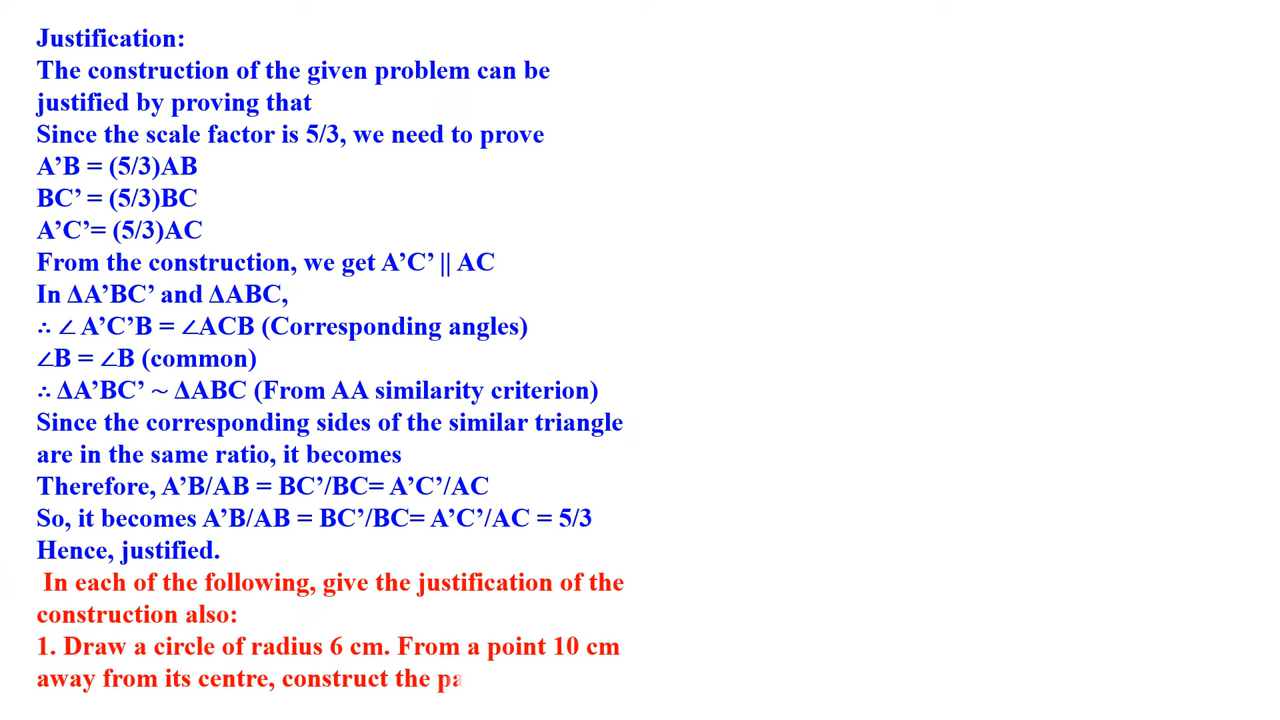 Justification:
The construction of the given problem can be
justified by proving that
Since the scale factor is 5/3, we need to prove
A’B = (5/3)AB
BC’ = (5/3)BC
A’C’= (5/3)AC
From the construction, we get A’C’ || AC
In ΔA’BC’ and ΔABC,
∴ ∠ A’C’B = ∠ACB (Corresponding angles)
∠B = ∠B (common)
∴ ΔA’BC’ ~ ΔABC (From AA similarity criterion)
Since the corresponding sides of the similar triangle
are in the same ratio, it becomes
Therefore, A’B/AB = BC’/BC= A’C’/AC
So, it becomes A’B/AB = BC’/BC= A’C’/AC = 5/3
Hence, justified.
In each of the following, give the justification of the
construction also:
1. Draw a circle of radius 6 cm. From a point 10 cm
away from its centre, construct the pa